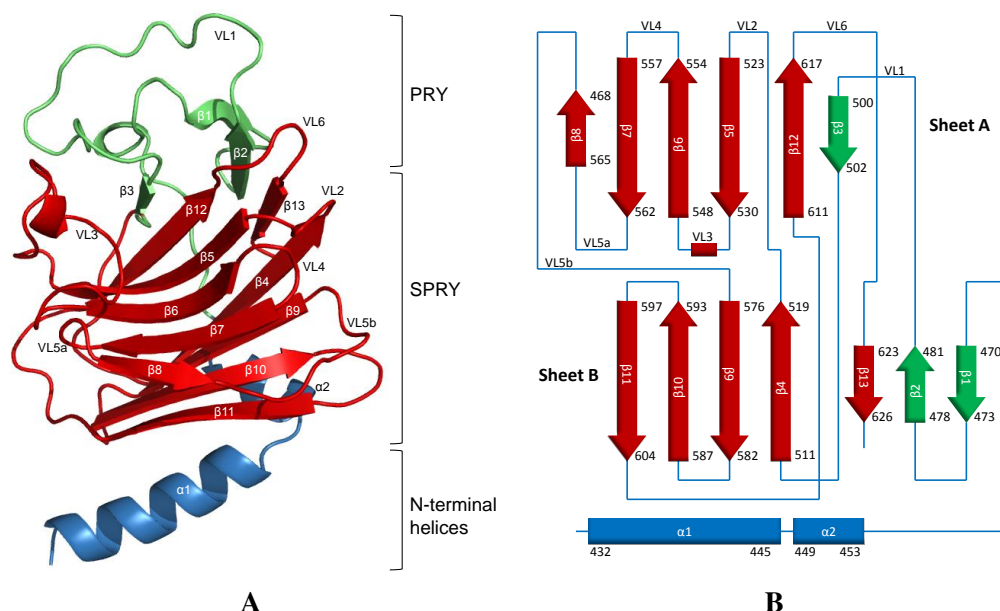 VL1
PRY
β1
VL6
β2
β3
VL2
β13
β12
VL3
β5
VL4
β4
SPRY
β6
β9
β7
VL5b
VL5a
β8
β10
α2
β11
α1
N-terminal
helices
A
VL4 VL2 VL6
557 554 523 617 VL1
468 500
β8 β7 β6 β5 β12 β3 Sheet A
565 502
562 548 530 611
VL3
VL5a
VL5b
597 593 576 519
Sheet B 623 481 470
β11 β10 β9 β4 β13 β2 β1
626 478 473
604 587 582 511
α1 α2
432 445 449 453
B